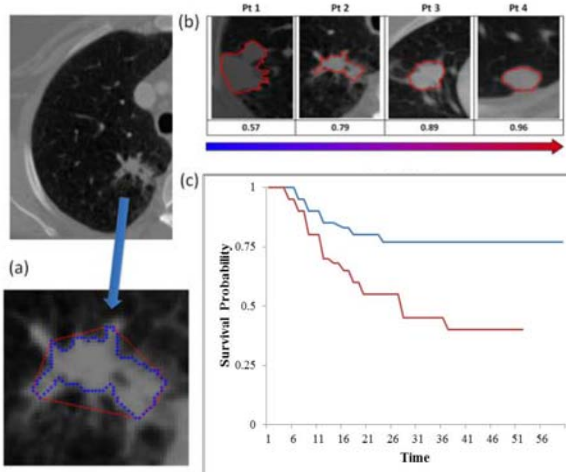 (b)
Pt 1 Pt 2 Pt 3 Pt 4
0.57 0.79 0.89 0.96
(a)
(c)
Survival Probability
1
0.75
0.5
0.25
0
1 6 11 16 21 26 31 36 41 46 51 56
Time